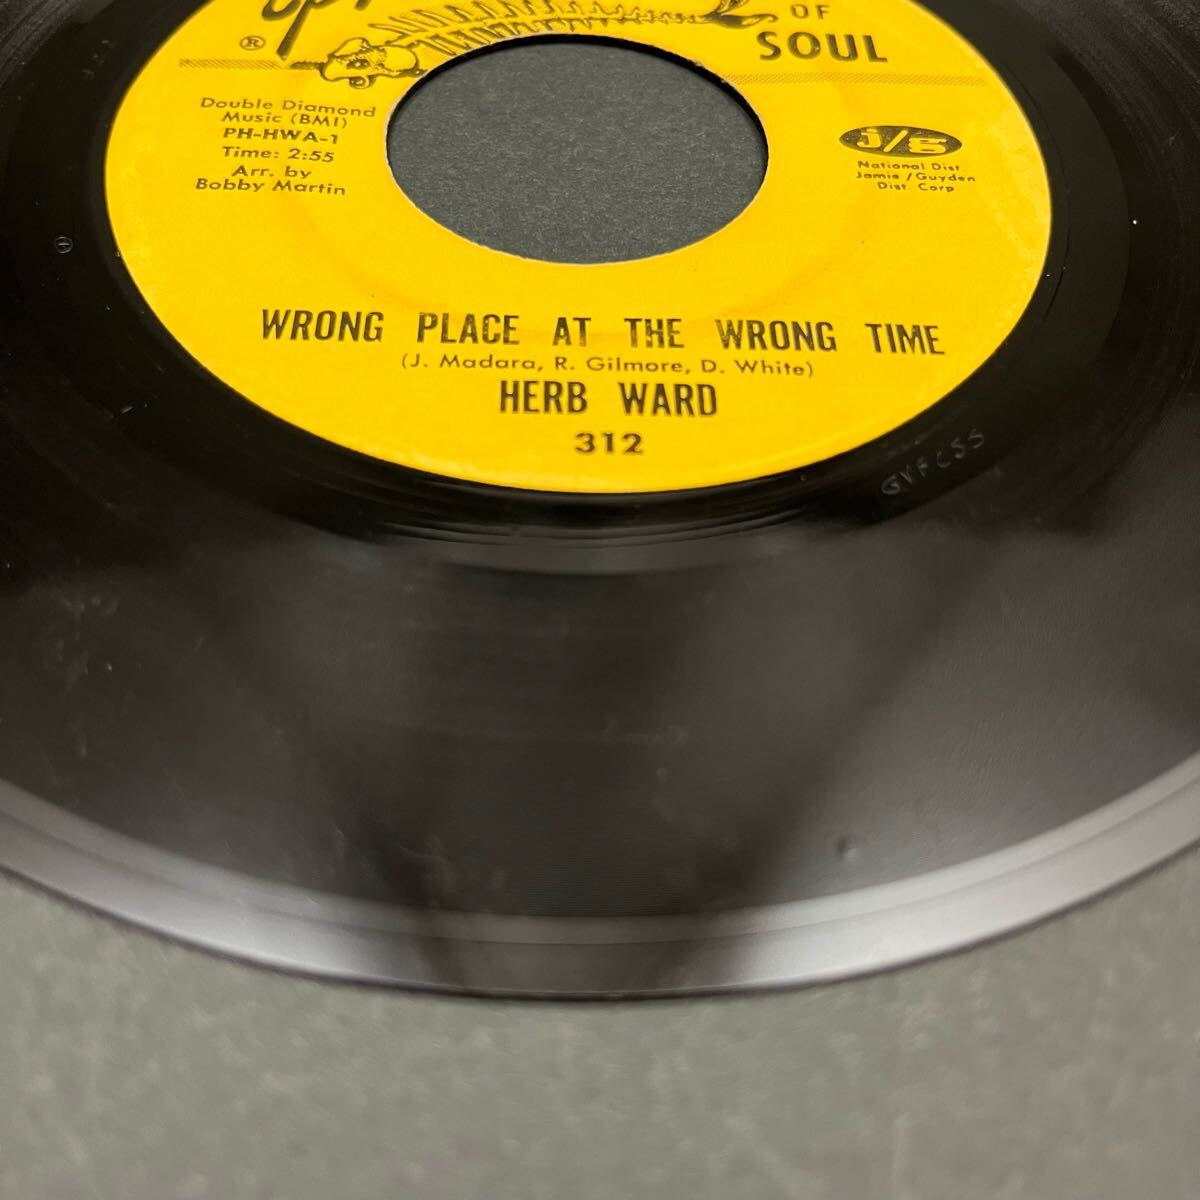 OF
SOUL
®
Double Diamond
Music (BMI)
PH-HWA-1
Time: 2:55
Arr. by
Bobby Martin
j/g
National Dist.
Jamie/Guyden
Dist. Corp.
WRONG PLACE AT THE WRONG TIME
(J. Madara, R. Gilmore, D. White)
HERB WARD
312